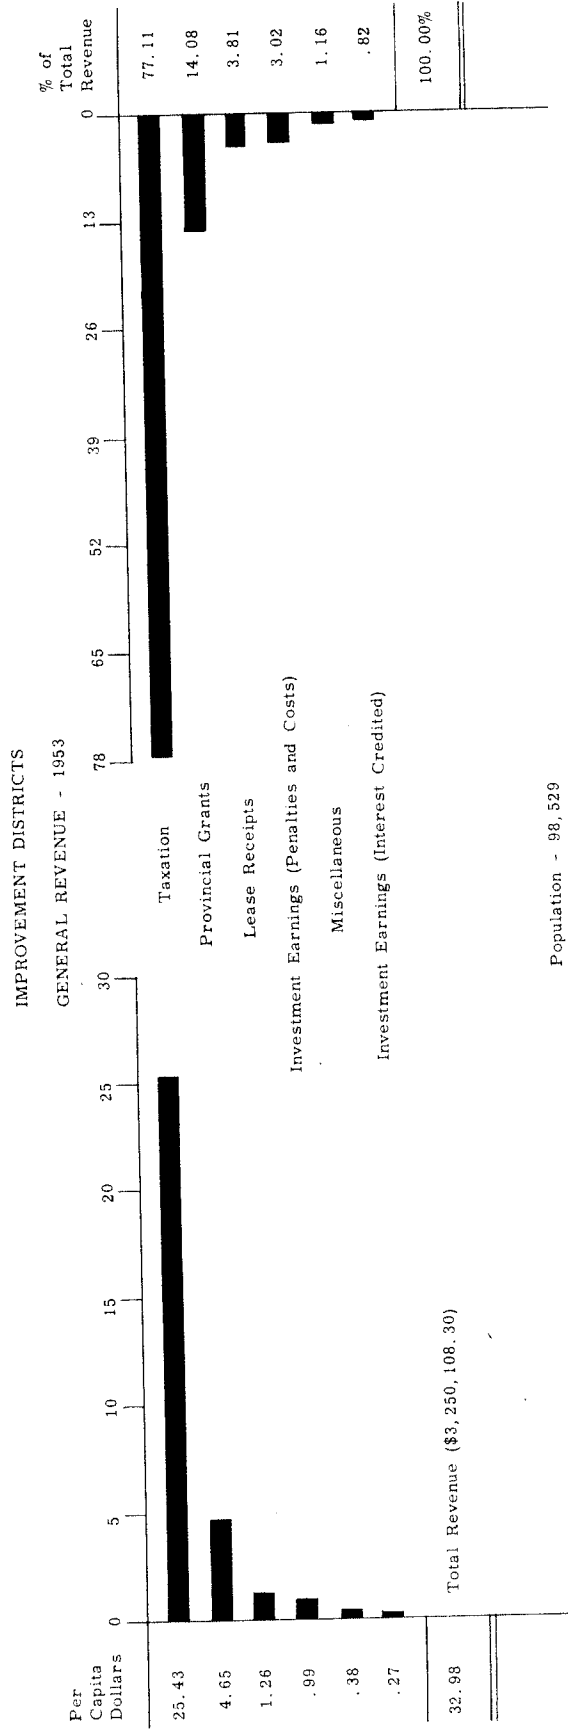 IMPROVEMENT DISTRICTS
GENERAL REVENUE - 1953
Per
Capita
Dollars
0 5 10 15 20 25 30
78 65 52 39 26 13 0
% of
Total
Revenue
25.43 Taxation 77.11
4.65 Provincial Grants 14.08
1.26 Lease Receipts 3.81
.99 Investment Earnings (Penalties and Costs) 3.02
.38 Miscellaneous 1.16
.27 Investment Earnings (Interest Credited) .82
32.98 Total Revenue ($3,250,108.30) 100.00%
Population - 98,529